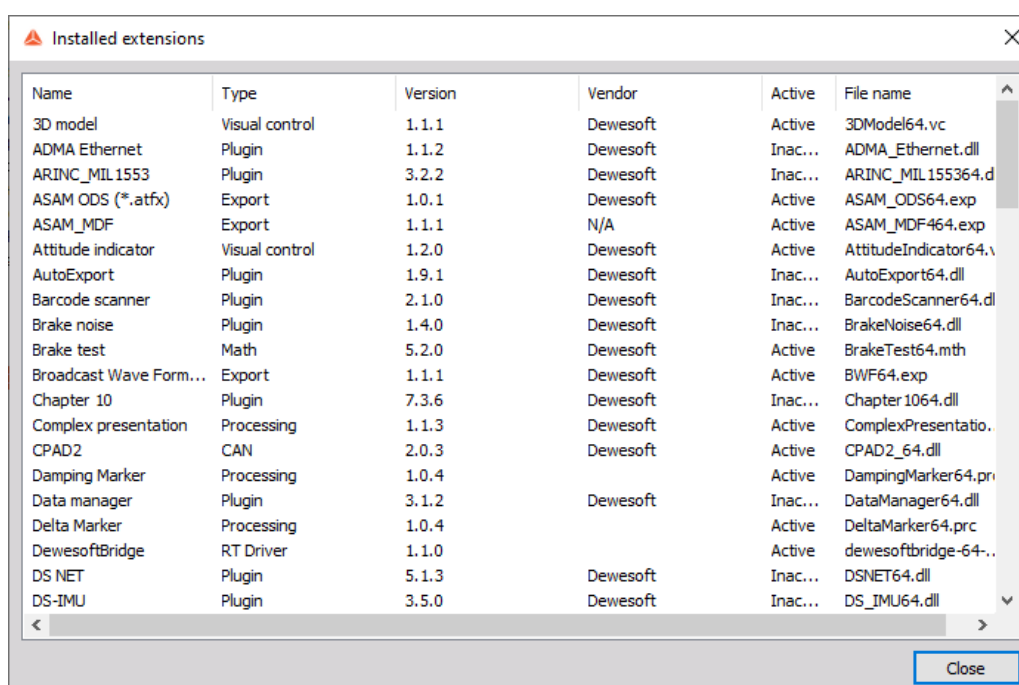 Installed extensions
Name Type Version Vendor Active File name
3D model Visual control 1.1.1 Dewesoft Active 3DModel64.vc
ADMA Ethernet Plugin 1.1.2 Dewesoft Inac... ADMA_Ethernet.dll
ARINC_MIL1553 Plugin 3.2.2 Dewesoft Inac... ARINC_MIL155364.d
ASAM ODS (*.atfx) Export 1.0.1 Dewesoft Active ASAM_ODS64.exp
ASAM_MDF Export 1.1.1 N/A Active ASAM_MDF464.exp
Attitude indicator Visual control 1.2.0 Dewesoft Active AttitudeIndicator64.v
AutoExport Plugin 1.9.1 Dewesoft Inac... AutoExport64.dll
Barcode scanner Plugin 2.1.0 Dewesoft Inac... BarcodeScanner64.dl
Brake noise Plugin 1.4.0 Dewesoft Inac... BrakeNoise64.dll
Brake test Math 5.2.0 Dewesoft Active BrakeTest64.mth
Broadcast Wave Form... Export 1.1.1 Dewesoft Active BWF64.exp
Chapter 10 Plugin 7.3.6 Dewesoft Inac... Chapter1064.dll
Complex presentation Processing 1.1.3 Dewesoft Active ComplexPresentatio..
CPAD2 CAN 2.0.3 Dewesoft Active CPAD2_64.dll
Damping Marker Processing 1.0.4 Active DampingMarker64.pr
Data manager Plugin 3.1.2 Dewesoft Inac... DataManager64.dll
Delta Marker Processing 1.0.4 Active DeltaMarker64.prc
DewesoftBridge RT Driver 1.1.0 Active dewesoftbridge-64-..
DS NET Plugin 5.1.3 Dewesoft Inac... DSNET64.dll
DS-IMU Plugin 3.5.0 Dewesoft Inac... DS_IMU64.dll
Close